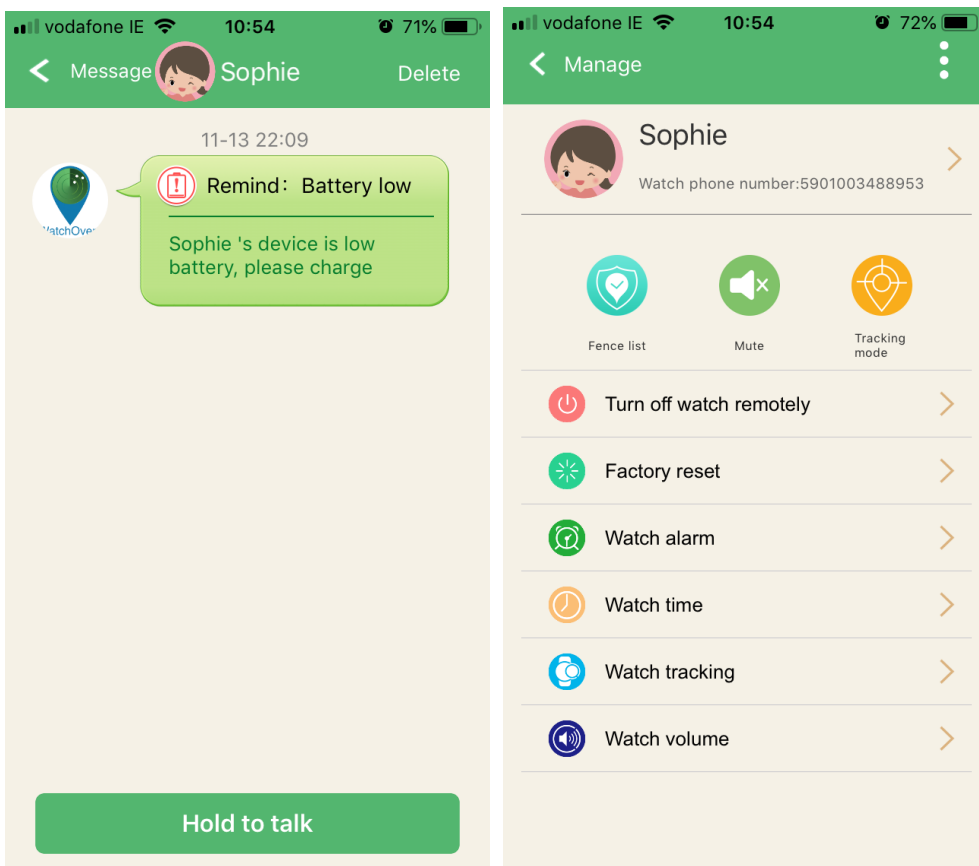 vodafone IE 10:54 71%
Message Sophie Delete
11-13 22:09
Remind: Battery low
Sophie 's device is low
battery, please charge
WatchOver
Hold to talk
vodafone IE 10:54 72%
Manage
Sophie
Watch phone number:5901003488953
Fence list
Mute
Tracking
mode
Turn off watch remotely
Factory reset
Watch alarm
Watch time
Watch tracking
Watch volume